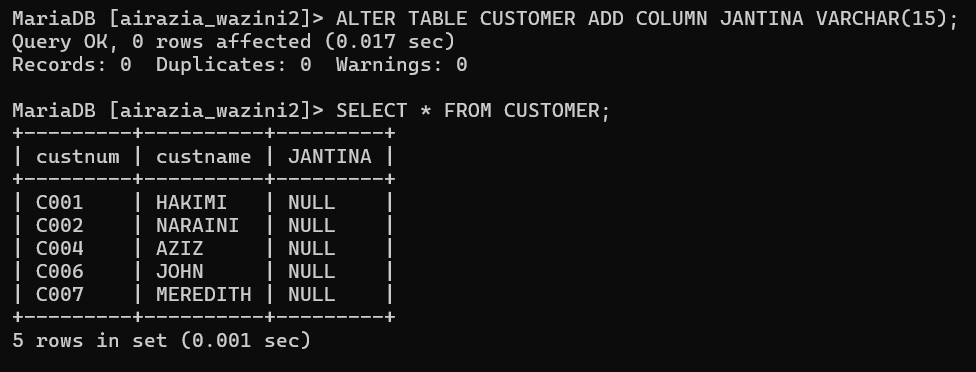 MariaDB [airazia_wazini2]> ALTER TABLE CUSTOMER ADD COLUMN JANTINA VARCHAR(15);
Query OK, 0 rows affected (0.017 sec)
Records: 0  Duplicates: 0  Warnings: 0

MariaDB [airazia_wazini2]> SELECT * FROM CUSTOMER;
+---------+----------+---------+
| custnum | custname | JANTINA |
+---------+----------+---------+
| C001    | HAKIMI   | NULL    |
| C002    | NARAINI  | NULL    |
| C004    | AZIZ     | NULL    |
| C006    | JOHN     | NULL    |
| C007    | MEREDITH | NULL    |
+---------+----------+---------+
5 rows in set (0.001 sec)